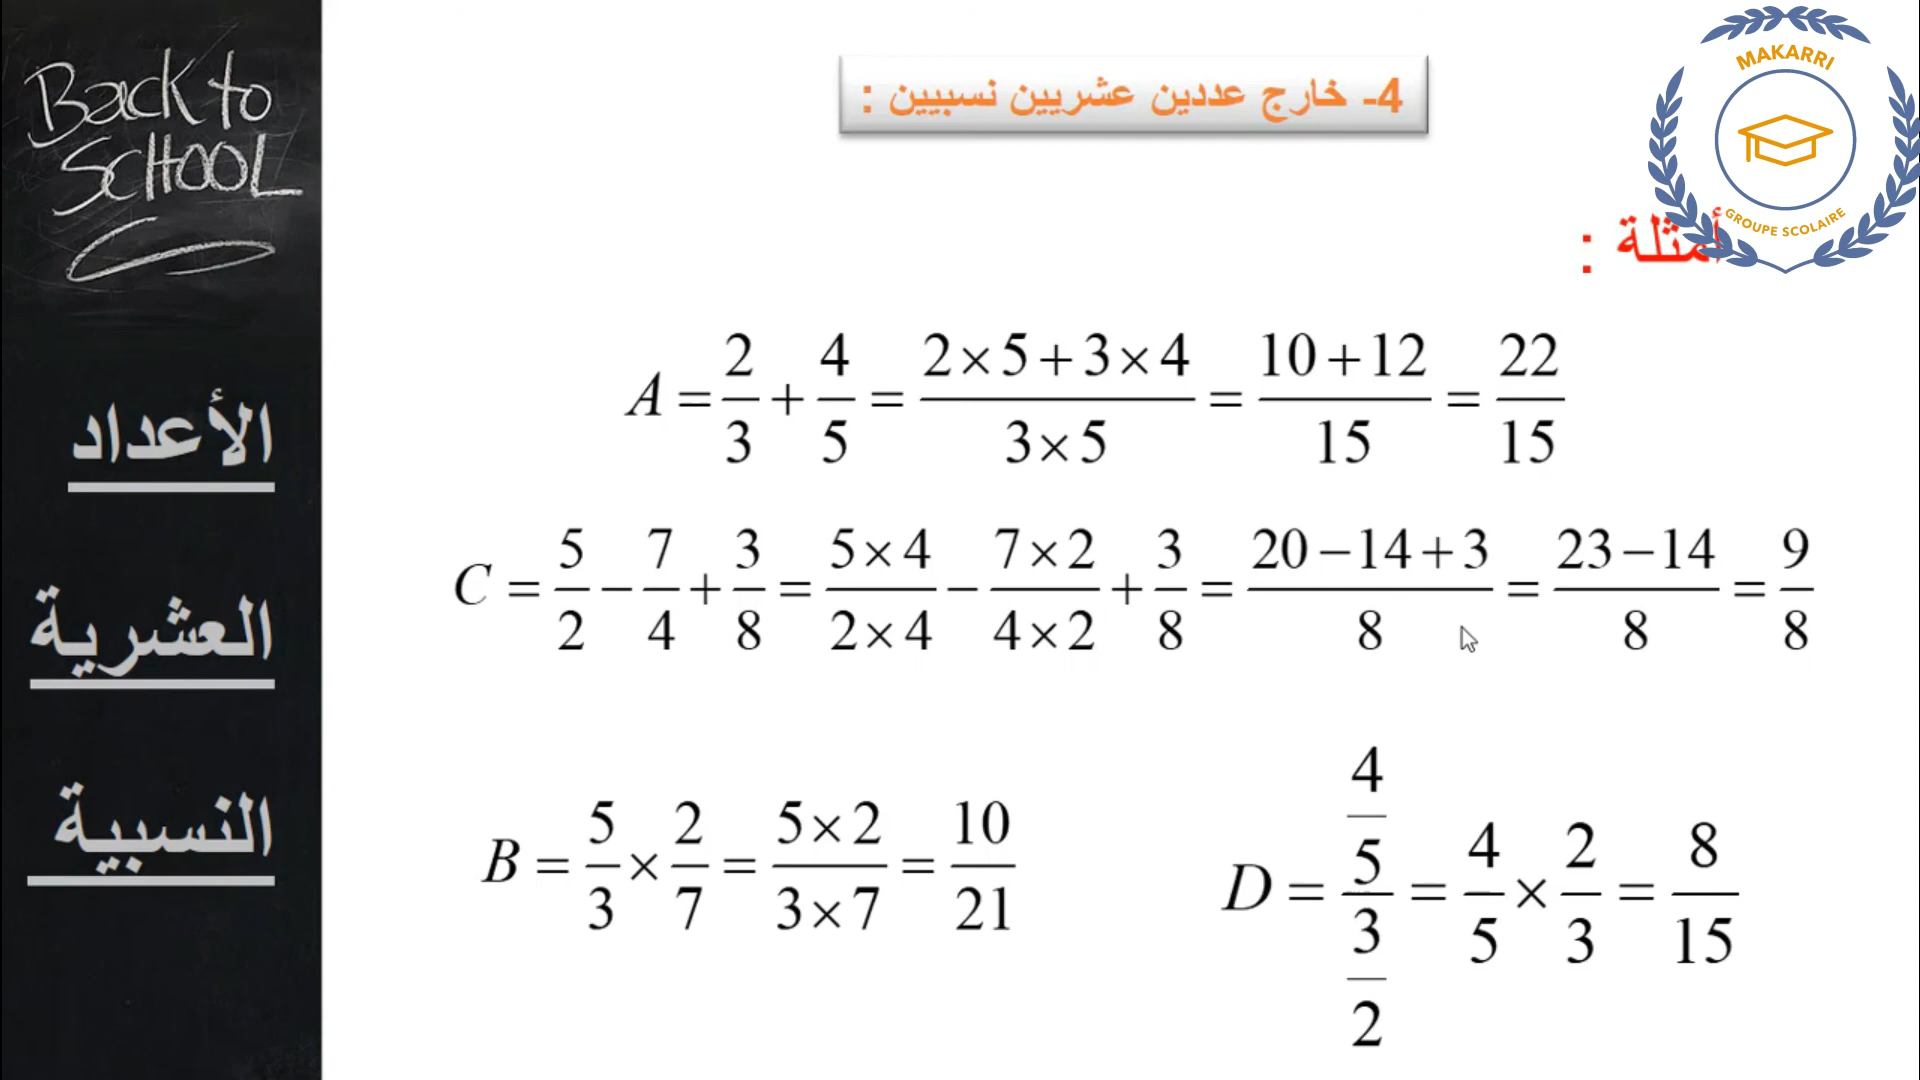 Back to
SCHOOL
الأعداد
العشرية
النسبية
4- خارج عددين عشريين نسبيين :
MAKARRI
GROUPE SCOLAIRE
أمثلة :
A = 2/3 + 4/5 = (2×5+3×4)/(3×5) = (10+12)/15 = 22/15
C = 5/2 − 7/4 + 3/8 = (5×4)/(2×4) − (7×2)/(4×2) + 3/8 = (20−14+3)/8 = (23−14)/8 = 9/8
B = 5/3 × 2/7 = (5×2)/(3×7) = 10/21
D = (4/5)/(3/2) = 4/5 × 2/3 = 8/15